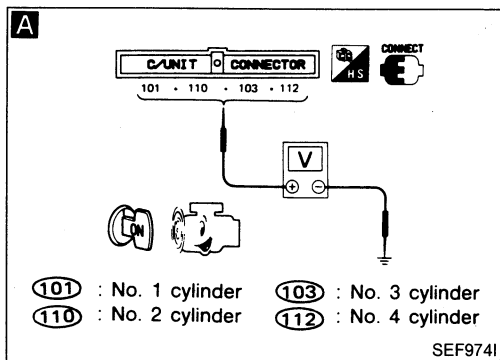 A
C/UNIT CONNECTOR
H S
CONNECT
101 • 110 • 103 • 112
V
+ −
ON
101 : No. 1 cylinder
103 : No. 3 cylinder
110 : No. 2 cylinder
112 : No. 4 cylinder
SEF974I